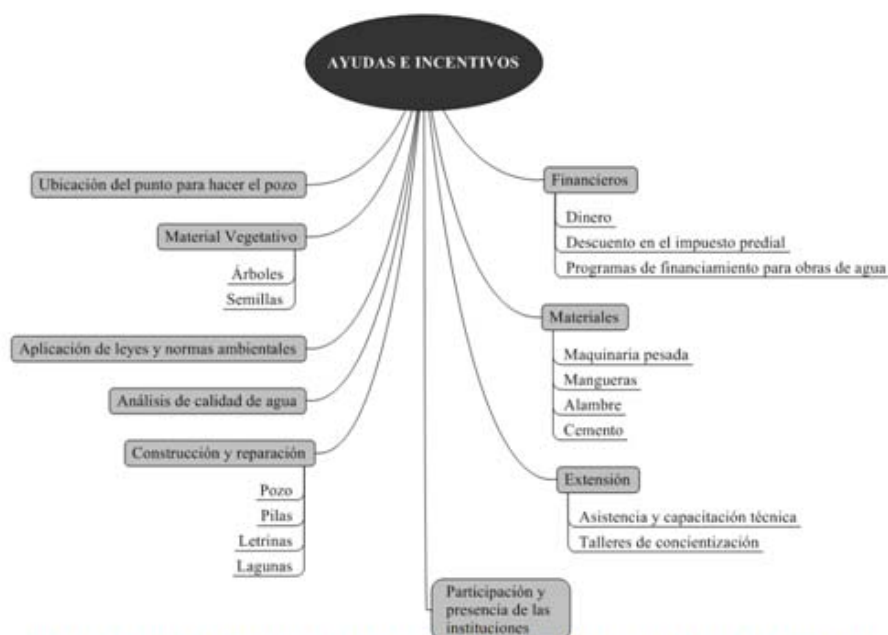 AYUDAS E INCENTIVOS
Ubicación del punto para hacer el pozo
Material Vegetativo
Árboles
Semillas
Aplicación de leyes y normas ambientales
Análisis de calidad de agua
Construcción y reparación
Pozo
Pilas
Letrinas
Lagunas
Financieros
Dinero
Descuento en el impuesto predial
Programas de financiamiento para obras de agua
Materiales
Maquinaria pesada
Mangueras
Alambre
Cemento
Extensión
Asistencia y capacitación técnica
Talleres de concientización
Participación y
presencia de las
instituciones